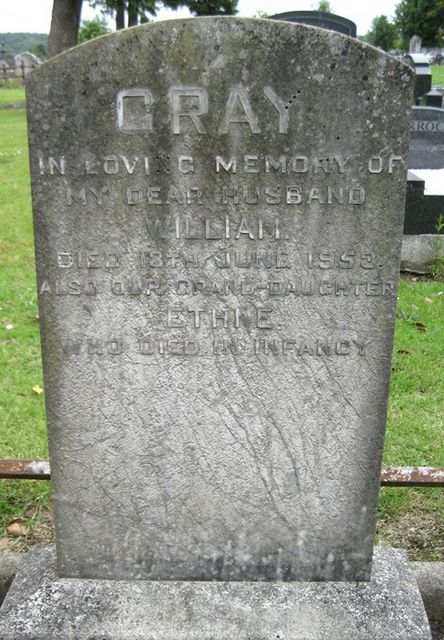 GRAY
IN LOVING MEMORY OF
MY DEAR HUSBAND
WILLIAM.
DIED 13TH JUNE 1953.
ALSO OUR GRAND-DAUGHTER
ETHNE
WHO DIED IN INFANCY